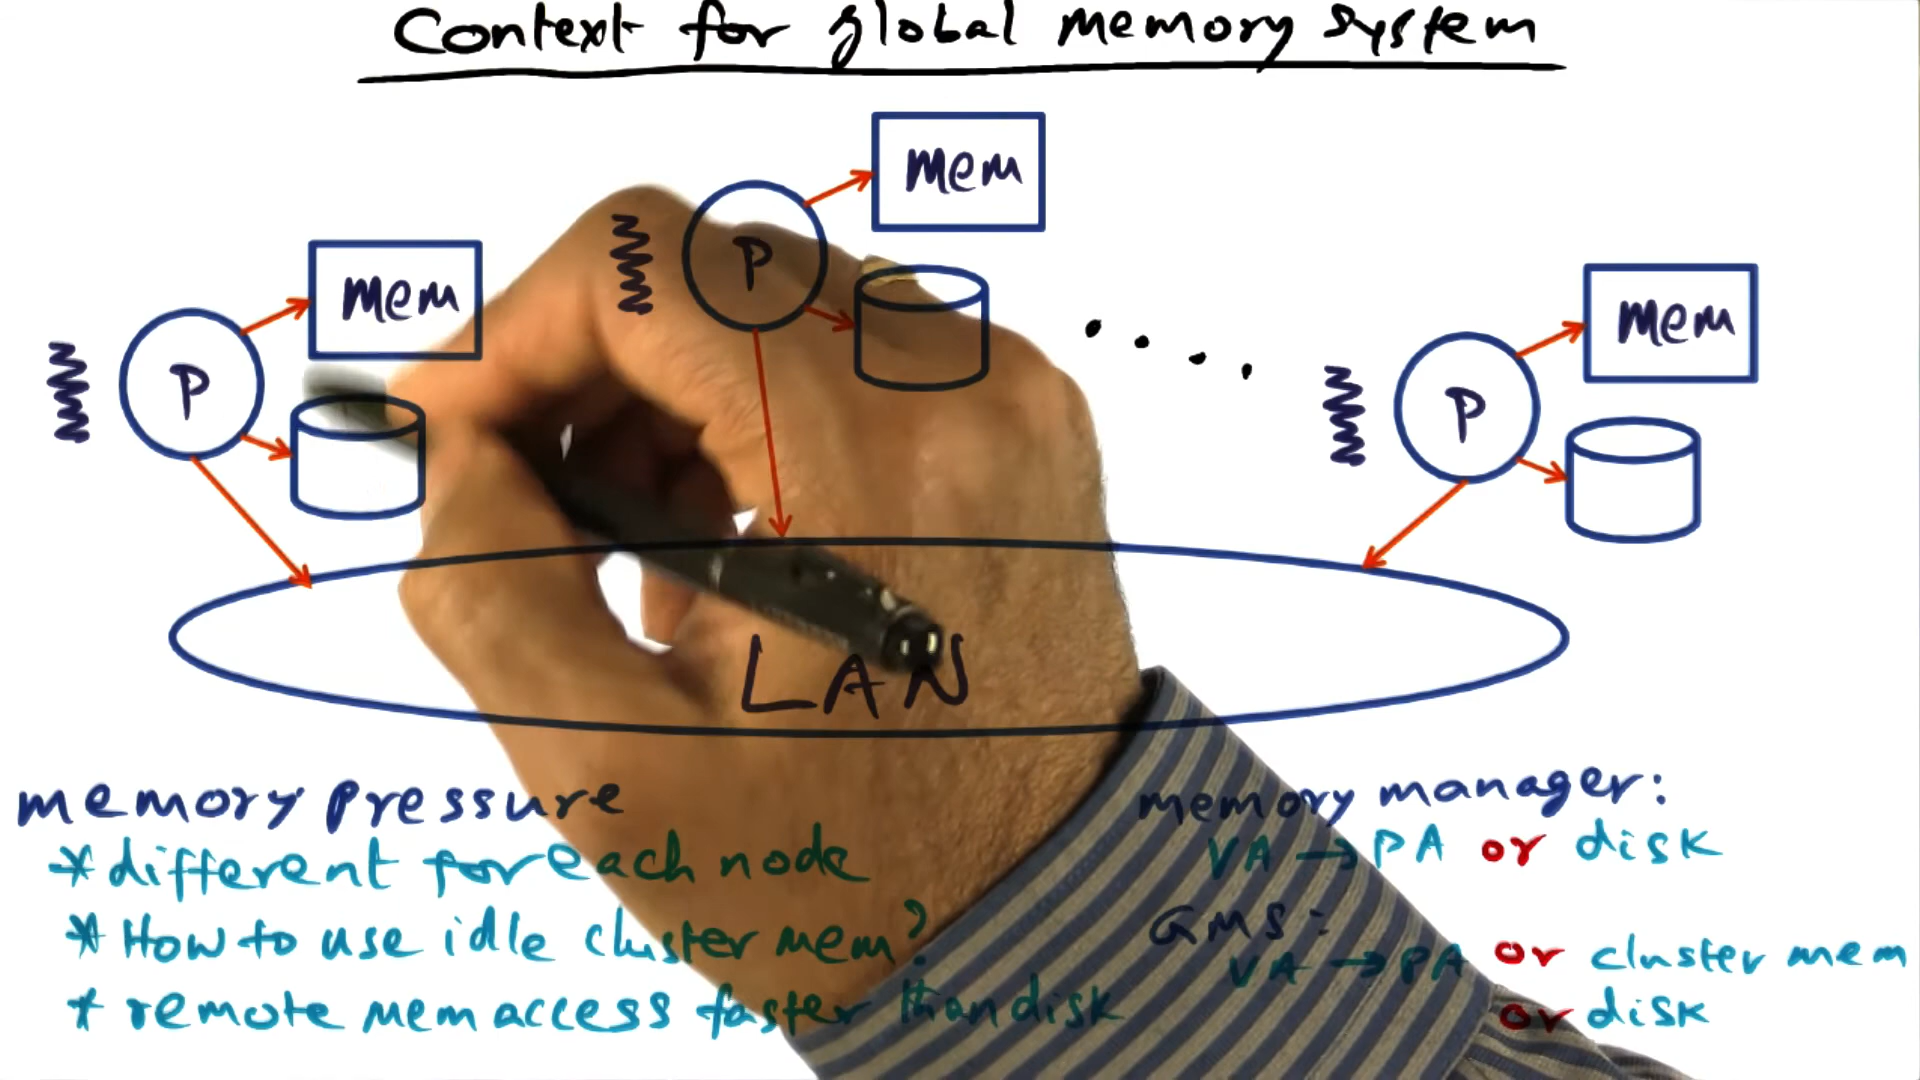 Context for global memory system
mem
P
mem
P
mem
P
LAN
memory pressure
* different for each node
* How to use idle cluster mem?
* remote mem access faster than disk
memory manager:
VA → PA or disk
GMS:
VA → PA or cluster mem
or disk